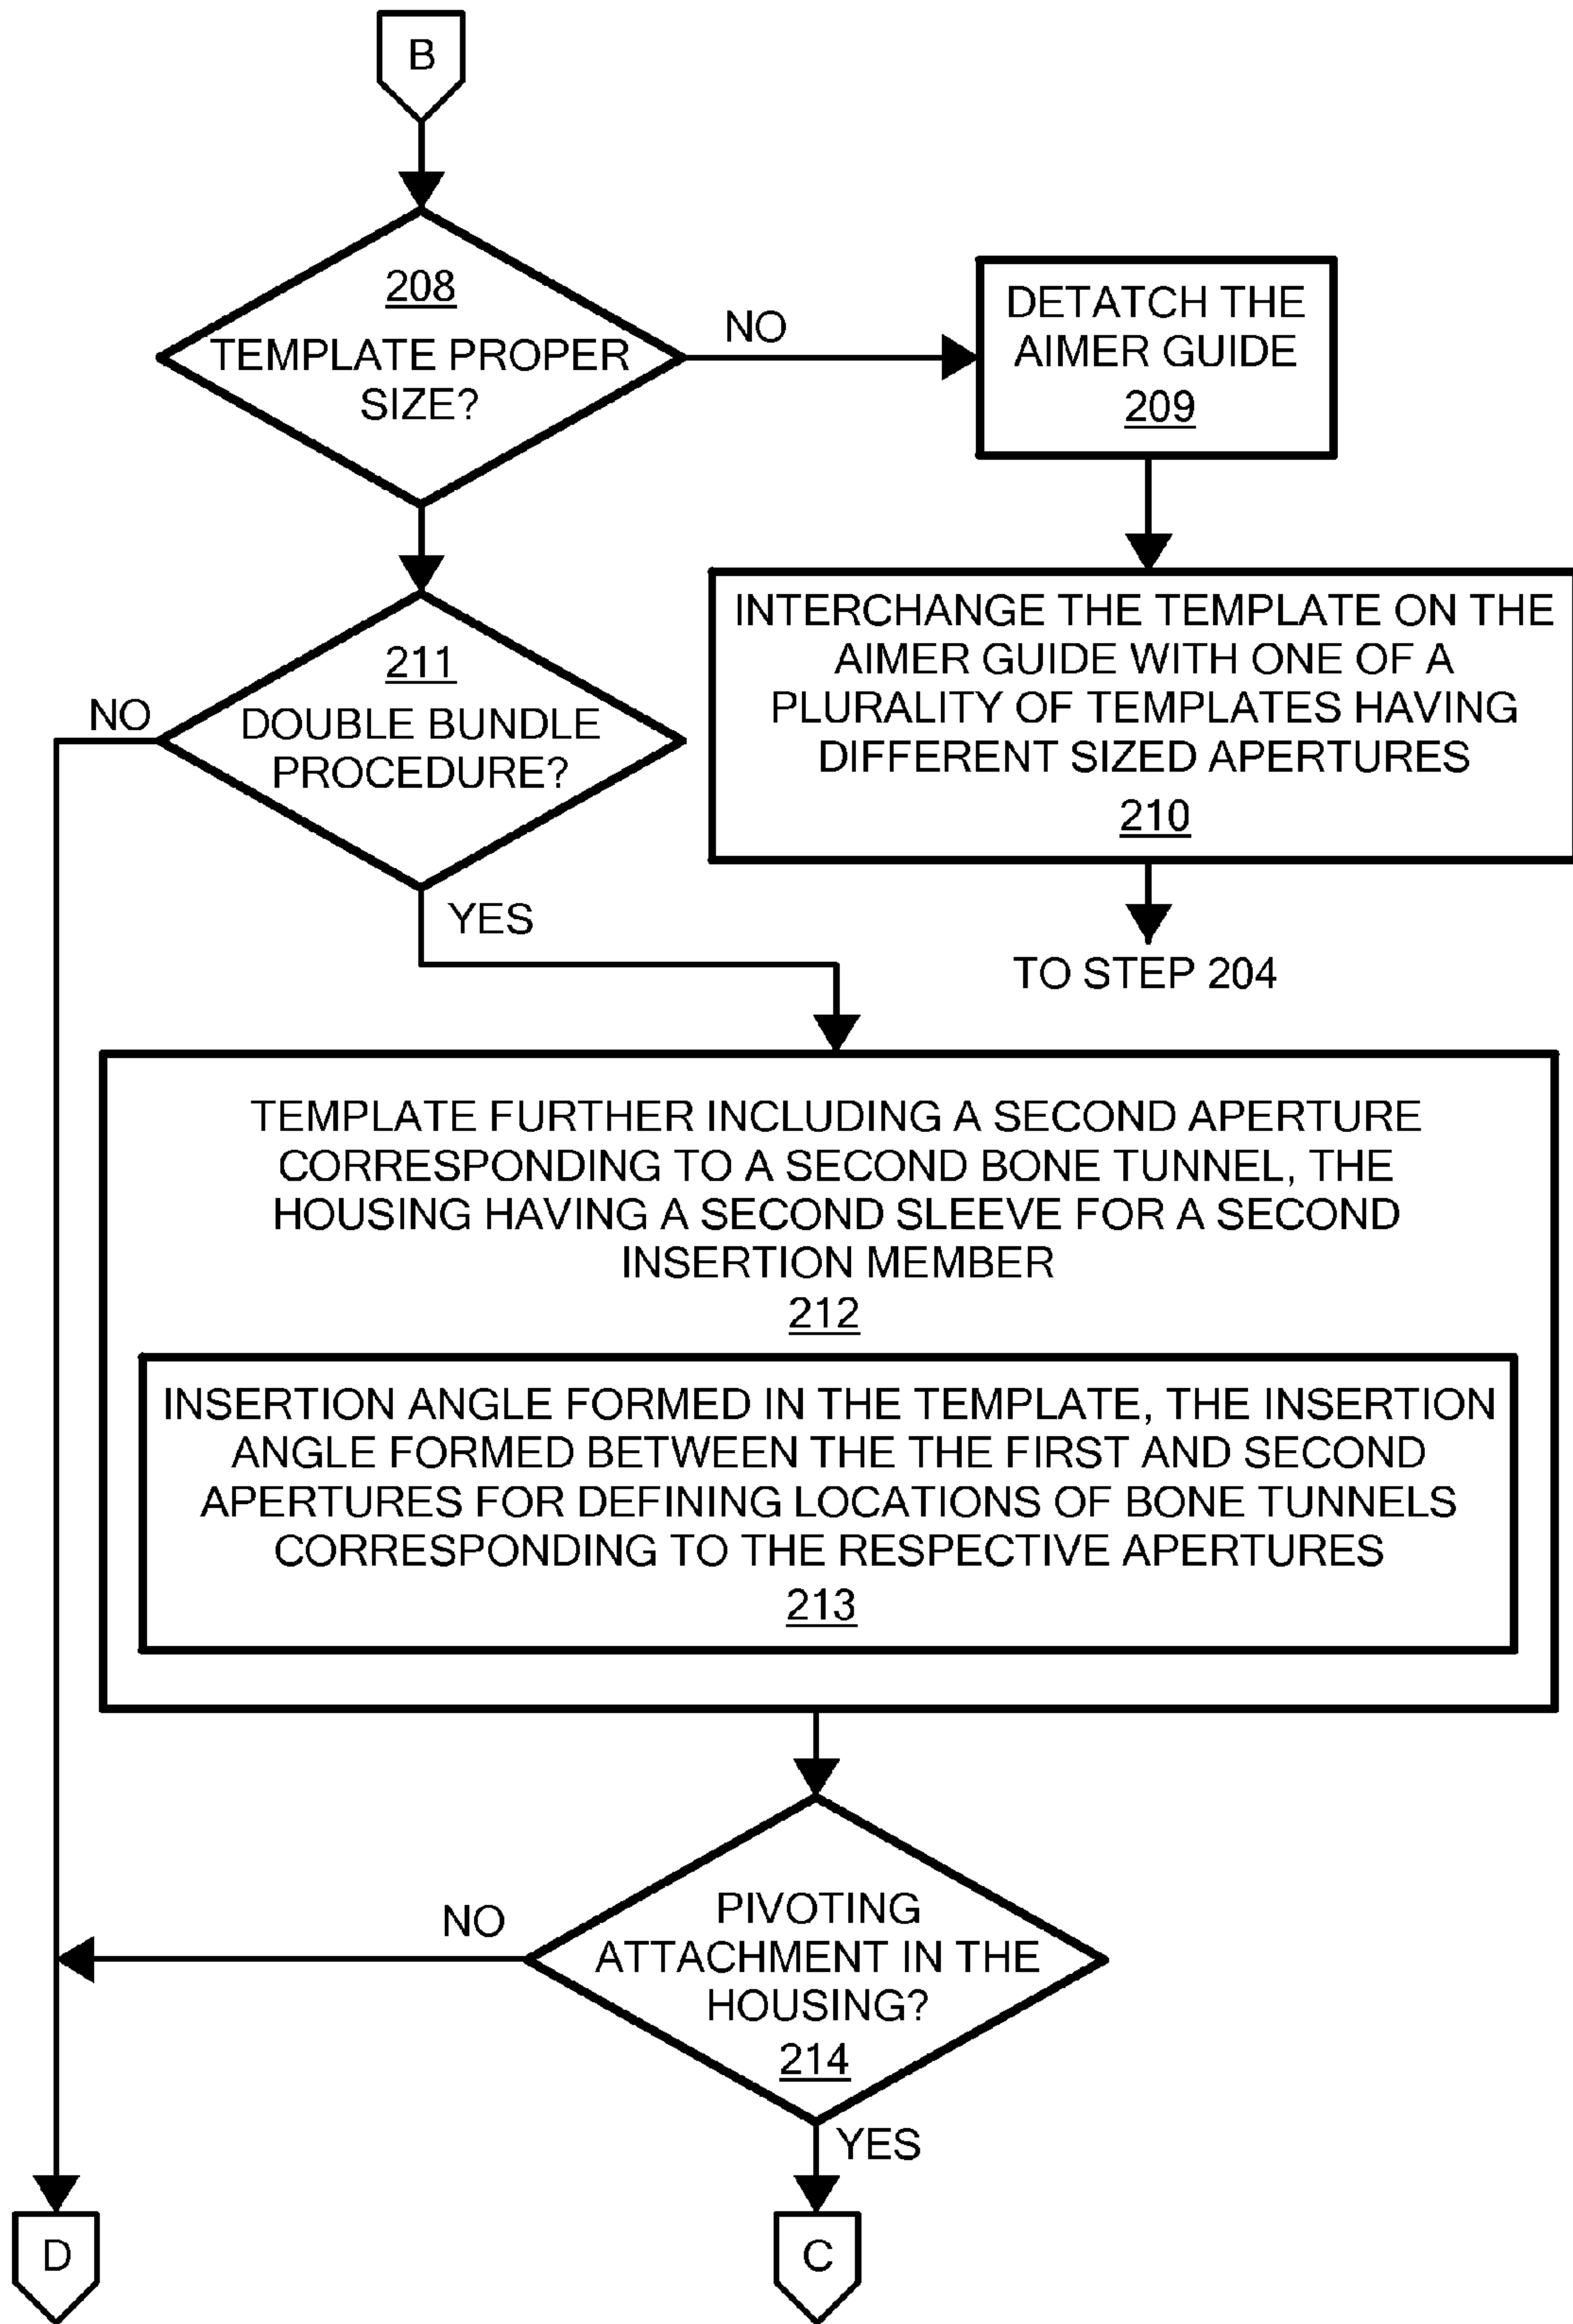 B
208
TEMPLATE PROPER
SIZE?
NO
DETATCH THE
AIMER GUIDE
209
INTERCHANGE THE TEMPLATE ON THE
AIMER GUIDE WITH ONE OF A
PLURALITY OF TEMPLATES HAVING
DIFFERENT SIZED APERTURES
210
TO STEP 204
211
DOUBLE BUNDLE
PROCEDURE?
NO
YES
TEMPLATE FURTHER INCLUDING A SECOND APERTURE
CORRESPONDING TO A SECOND BONE TUNNEL, THE
HOUSING HAVING A SECOND SLEEVE FOR A SECOND
INSERTION MEMBER
212
INSERTION ANGLE FORMED IN THE TEMPLATE, THE INSERTION
ANGLE FORMED BETWEEN THE THE FIRST AND SECOND
APERTURES FOR DEFINING LOCATIONS OF BONE TUNNELS
CORRESPONDING TO THE RESPECTIVE APERTURES
213
NO
PIVOTING
ATTACHMENT IN THE
HOUSING?
214
YES
D
C